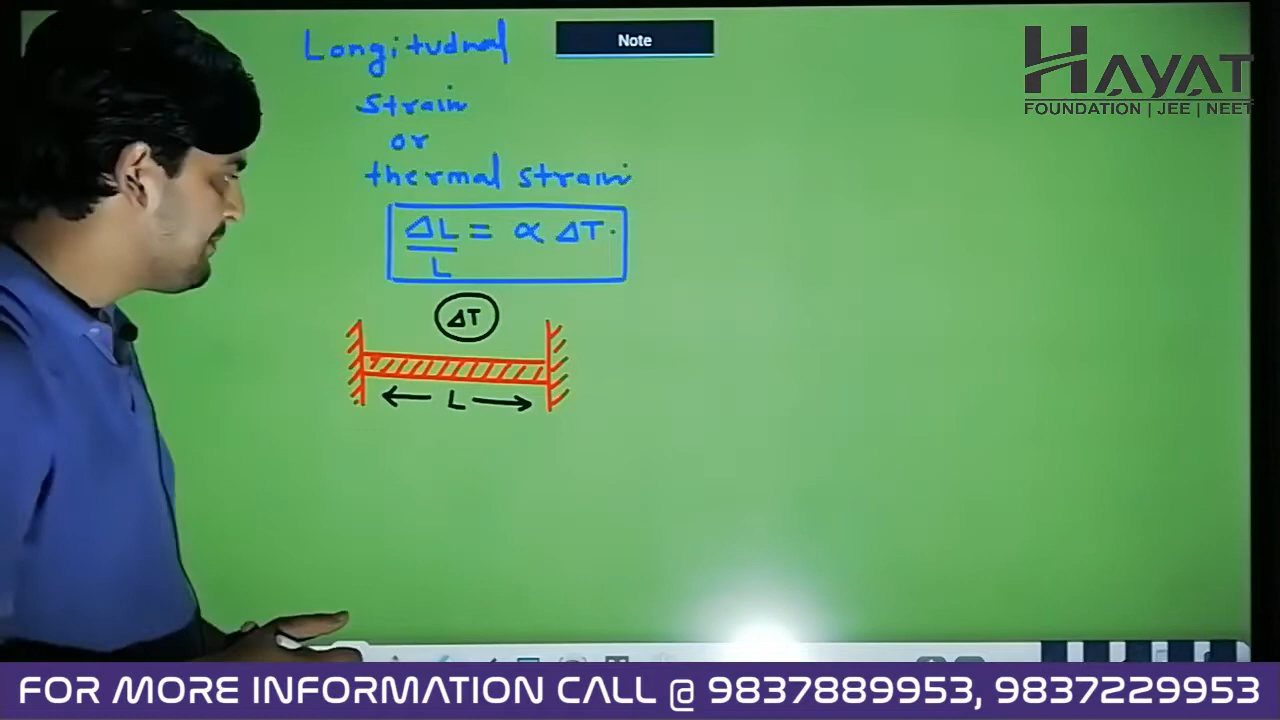 Longitudnal
Note
strain
or
thermal strain
ΔL/L = α ΔT.
ΔT
L
HAYAT
FOUNDATION | JEE | NEET
FOR MORE INFORMATION CALL @ 9837889953, 9837229953